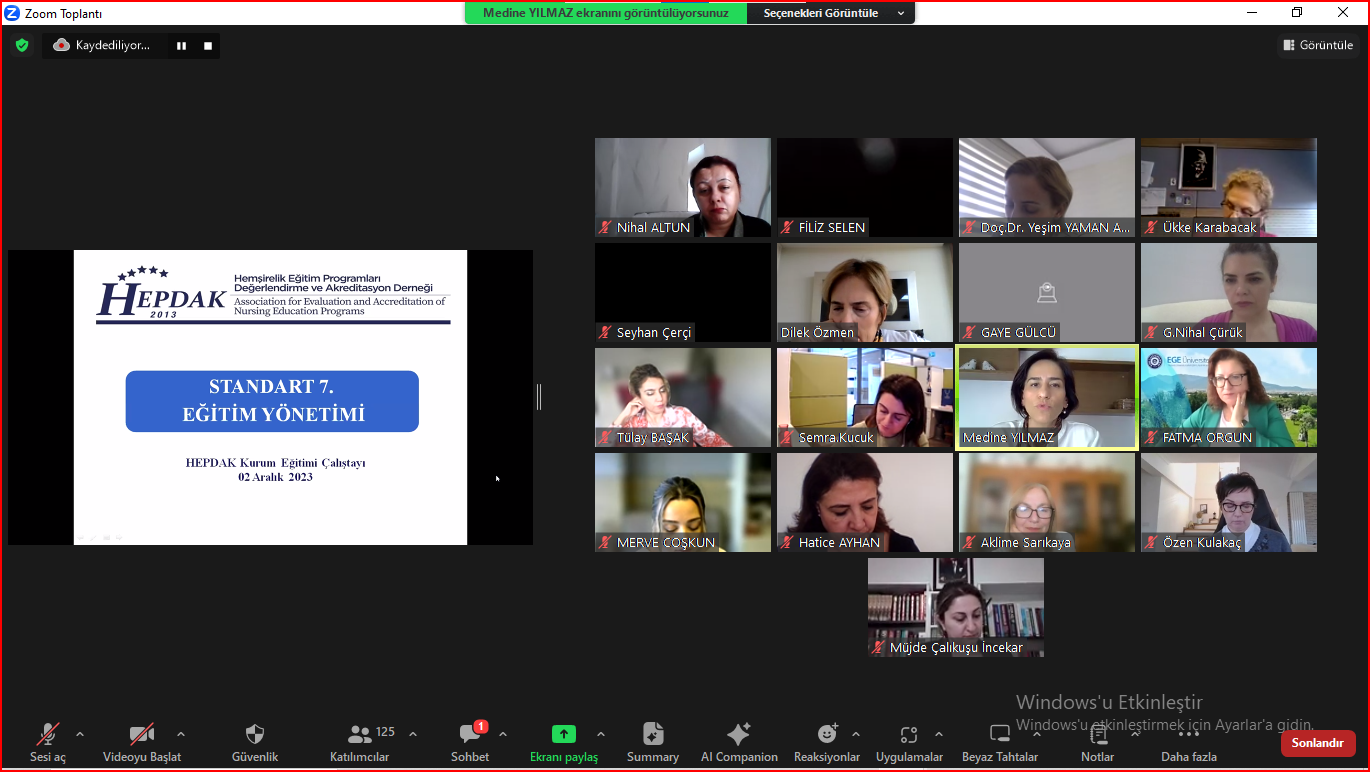 Zoom Toplantı
Medine YILMAZ ekranını görüntülüyorsunuz
Seçenekleri Görüntüle
Kaydediliyor...
Görüntüle
HEPDAK
2013
Hemşirelik Eğitim Programları
Değerlendirme ve Akreditasyon Derneği
Association for Evaluation and Accreditation of
Nursing Education Programs
STANDART 7.
EĞİTİM YÖNETİMİ
HEPDAK Kurum Eğitimi Çalıştayı
02 Aralık 2023
Nihal ALTUN
FİLİZ SELEN
Doç.Dr. Yeşim YAMAN A...
Ükke Karabacak
Seyhan Çerçi
Dilek Özmen
GAYE GÜLCÜ
G.Nihal Çürük
Tülay BAŞAK
Semra.Kucuk
Medine YILMAZ
EGE Üniversitesi
FATMA ORGUN
MERVE COŞKUN
Hatice AYHAN
Aklime Sarıkaya
Özen Kulakaç
Müjde Çalıkuşu İncekar
Windows'u Etkinleştir
Windows'u etkinleştirmek için Ayarlar'a gidin.
Sesi aç
Videoyu Başlat
Güvenlik
125
Katılımcılar
1
Sohbet
Ekranı paylaş
Summary
AI Companion
Reaksiyonlar
Uygulamalar
Beyaz Tahtalar
Notlar
Daha fazla
Sonlandır